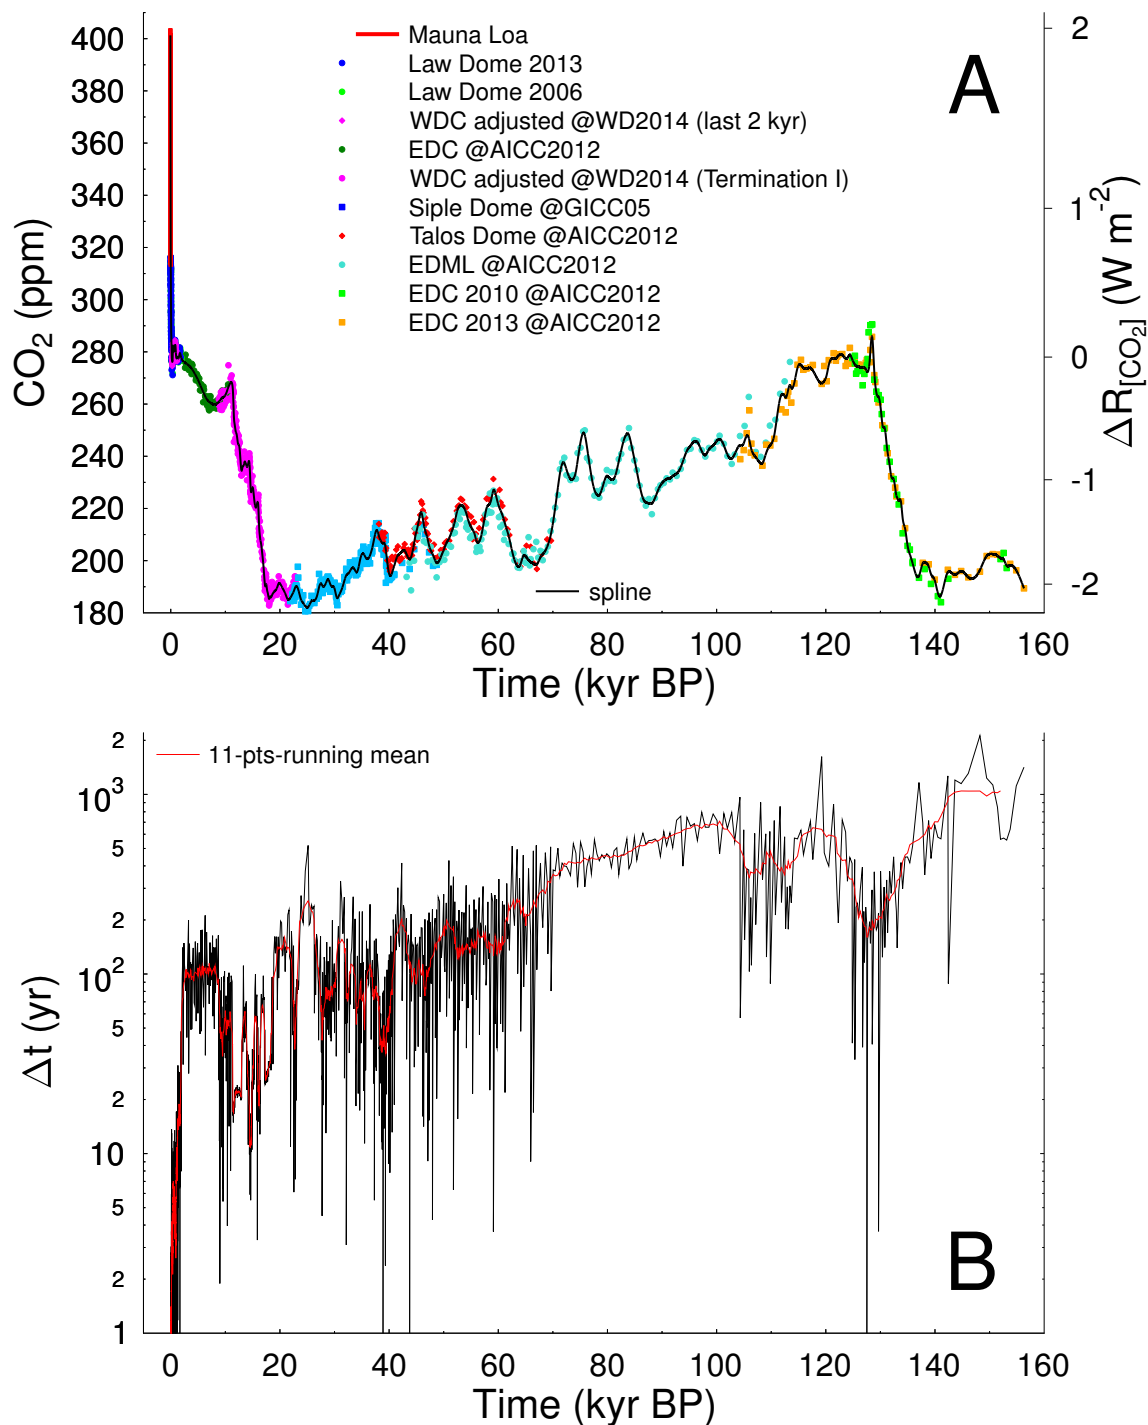 400
380
360
340
320
300
280
260
240
220
200
180
CO2 (ppm)
Mauna Loa
Law Dome 2013
Law Dome 2006
WDC adjusted @WD2014 (last 2 kyr)
EDC @AICC2012
WDC adjusted @WD2014 (Termination I)
Siple Dome @GICC05
Talos Dome @AICC2012
EDML @AICC2012
EDC 2010 @AICC2012
EDC 2013 @AICC2012
A
spline
2
1
0
-1
-2
ΔR[CO2] (W m-2)
0 20 40 60 80 100 120 140 160
Time (kyr BP)
11-pts-running mean
2
10^3
5
2
10^2
5
2
10
5
2
1
Δt (yr)
B
0 20 40 60 80 100 120 140 160
Time (kyr BP)